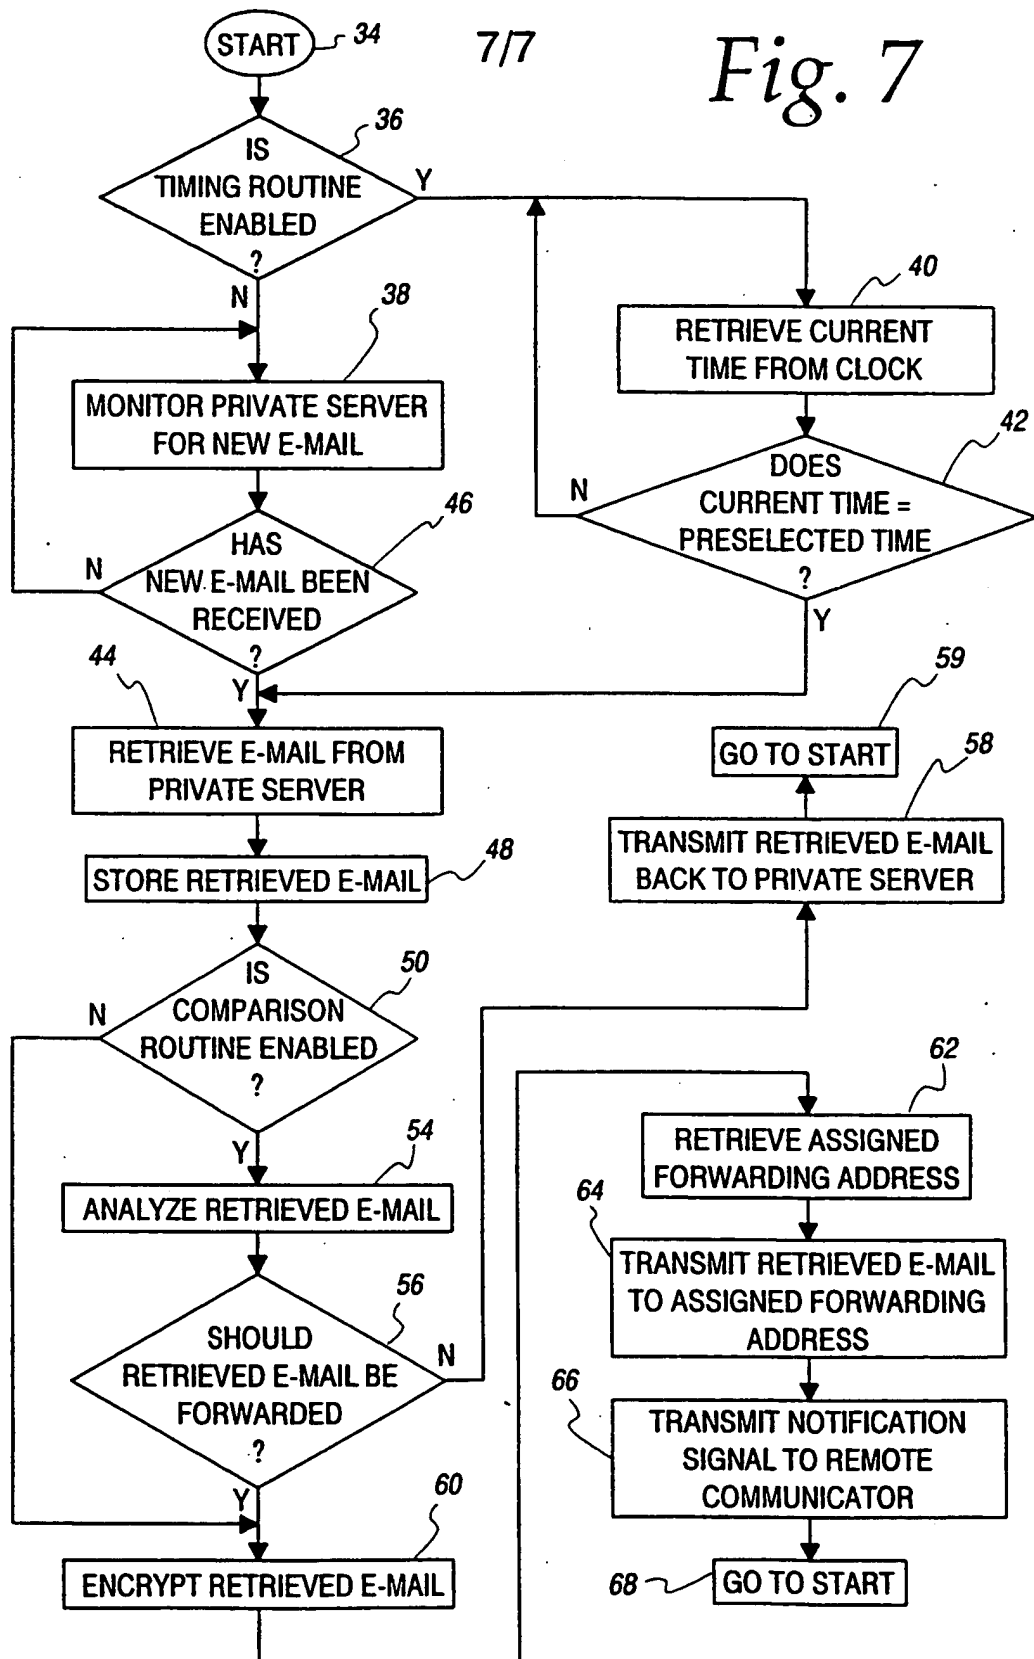 START
34
7/7
Fig. 7
36
IS
TIMING ROUTINE
ENABLED
?
Y
N
38
MONITOR PRIVATE SERVER
FOR NEW E-MAIL
40
RETRIEVE CURRENT
TIME FROM CLOCK
42
DOES
CURRENT TIME =
PRESELECTED TIME
?
N
Y
46
HAS
NEW E-MAIL BEEN
RECEIVED
?
N
Y
44
RETRIEVE E-MAIL FROM
PRIVATE SERVER
48
STORE RETRIEVED E-MAIL
50
IS
COMPARISON
ROUTINE ENABLED
?
N
Y
54
ANALYZE RETRIEVED E-MAIL
56
SHOULD
RETRIEVED E-MAIL BE
FORWARDED
?
N
Y
60
ENCRYPT RETRIEVED E-MAIL
59
GO TO START
58
TRANSMIT RETRIEVED E-MAIL
BACK TO PRIVATE SERVER
62
RETRIEVE ASSIGNED
FORWARDING ADDRESS
64
TRANSMIT RETRIEVED E-MAIL
TO ASSIGNED FORWARDING
ADDRESS
66
TRANSMIT NOTIFICATION
SIGNAL TO REMOTE
COMMUNICATOR
68
GO TO START